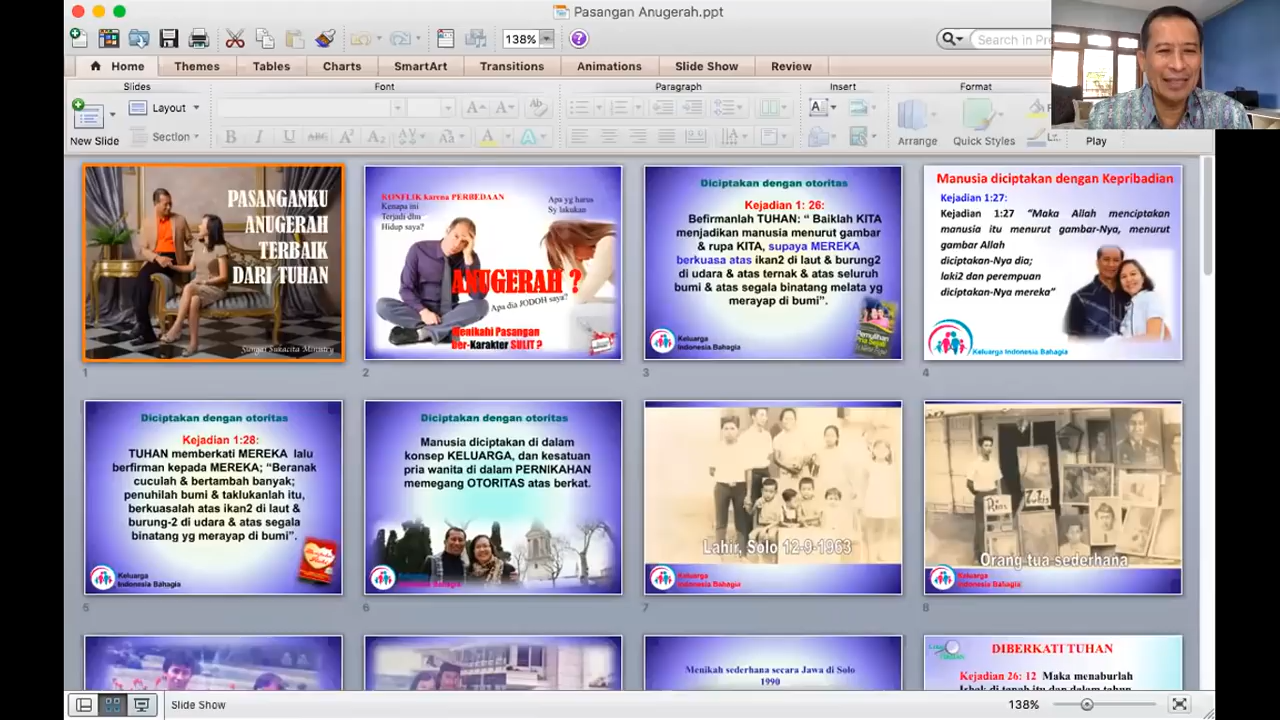 Pasangan Anugerah.ppt
138%
Search in Pre
Home
Themes
Tables
Charts
SmartArt
Transitions
Animations
Slide Show
Review
Slides
Font
Paragraph
Insert
Format
Layout
Section
New Slide
Arrange
Quick Styles
Play
PASANGANKU
ANUGERAH
TERBAIK
DARI TUHAN
Sungai Sukacita Ministry
1
KONFLIK karena PERBEDAAN
Kenapa ini
Terjadi dlm
Hidup saya?
Apa yg harus
Sy lakukan
ANUGERAH ?
Apa dia JODOH saya?
Menikahi Pasangan
Ber-Karakter SULIT ?
2
Diciptakan dengan otoritas
Kejadian 1: 26:
Befirmanlah TUHAN: “ Baiklah KITA
menjadikan manusia menurut gambar
& rupa KITA, supaya MEREKA
berkuasa atas ikan2 di laut & burung2
di udara & atas ternak & atas seluruh
bumi & atas segala binatang melata yg
merayap di bumi”.
Keluarga
Indonesia Bahagia
3
Manusia diciptakan dengan Kepribadian
Kejadian 1:27:
Kejadian 1:27 “Maka Allah menciptakan
manusia itu menurut gambar-Nya, menurut
gambar Allah
diciptakan-Nya dia;
laki2 dan perempuan
diciptakan-Nya mereka”
Keluarga Indonesia Bahagia
4
Diciptakan dengan otoritas
Kejadian 1:28:
TUHAN memberkati MEREKA lalu
berfirman kepada MEREKA; “Beranak
cuculah & bertambah banyak;
penuhilah bumi & taklukanlah itu,
berkuasalah atas ikan2 di laut &
burung-2 di udara & atas segala
binatang yg merayap di bumi”.
Keluarga
Indonesia Bahagia
5
Diciptakan dengan otoritas
Manusia diciptakan di dalam
konsep KELUARGA, dan kesatuan
pria wanita di dalam PERNIKAHAN
memegang OTORITAS atas berkat.
Keluarga
Indonesia Bahagia
6
Lahir, Solo 12-9-1963
Keluarga
Indonesia Bahagia
7
Orang tua sederhana
Keluarga
Indonesia Bahagia
8
Menikah sederhana secara Jawa di Solo
1990
DIBERKATI TUHAN
Kejadian 26: 12 Maka menaburlah
Ishak di tanah itu dan dalam tahun
Slide Show
138%